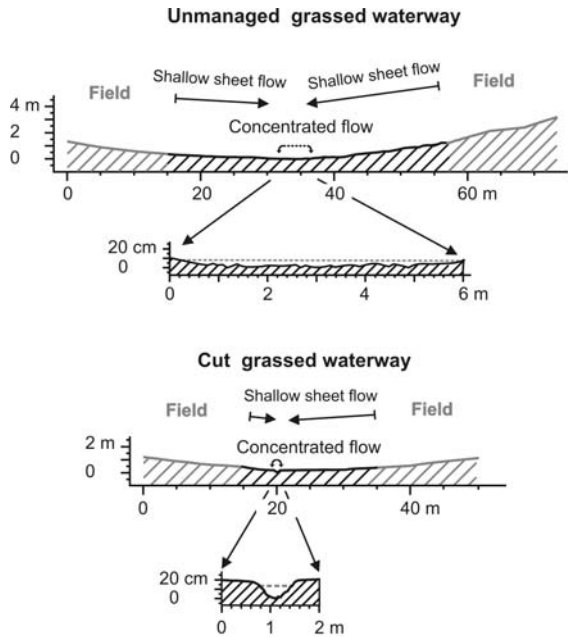 Unmanaged grassed waterway
Shallow sheet flow
Shallow sheet flow
Field
Field
4 m
2
0
Concentrated flow
0
20
40
60 m
20 cm
0
0
2
4
6 m
Cut grassed waterway
Shallow sheet flow
Field
Field
2 m
0
Concentrated flow
0
20
40 m
20 cm
0
0
1
2 m